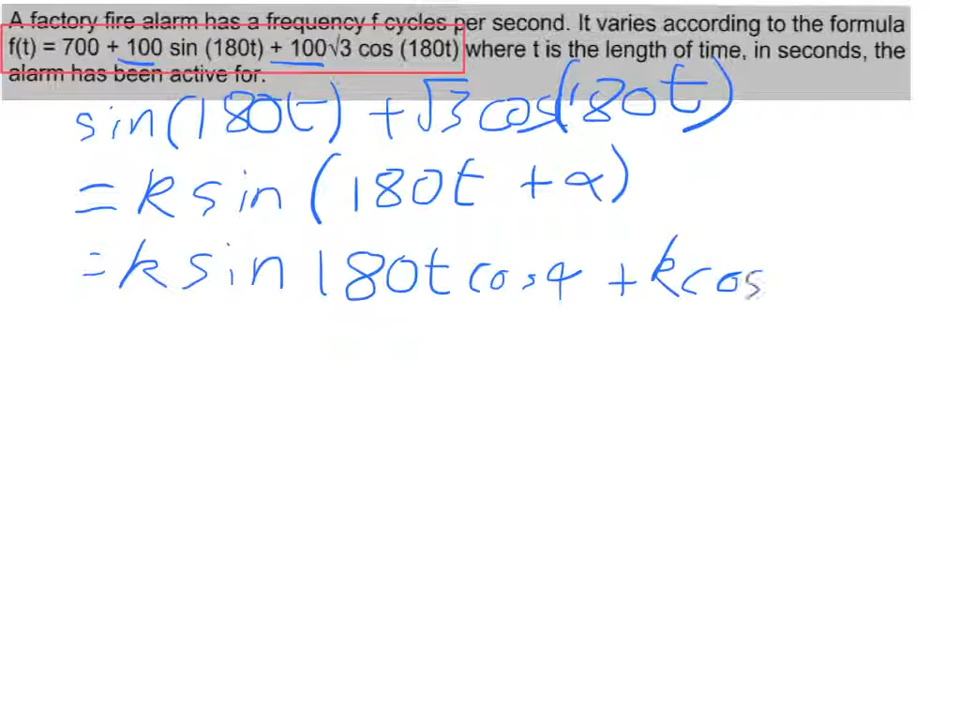 A factory fire alarm has a frequency f cycles per second. It varies according to the formula
f(t) = 700 + 100 sin (180t) + 100√3 cos (180t) where t is the length of time, in seconds, the
alarm has been active for.
sin(180t) + √3 cos(180t)
= k sin (180t + α)
= k sin 180t cos α + k cos